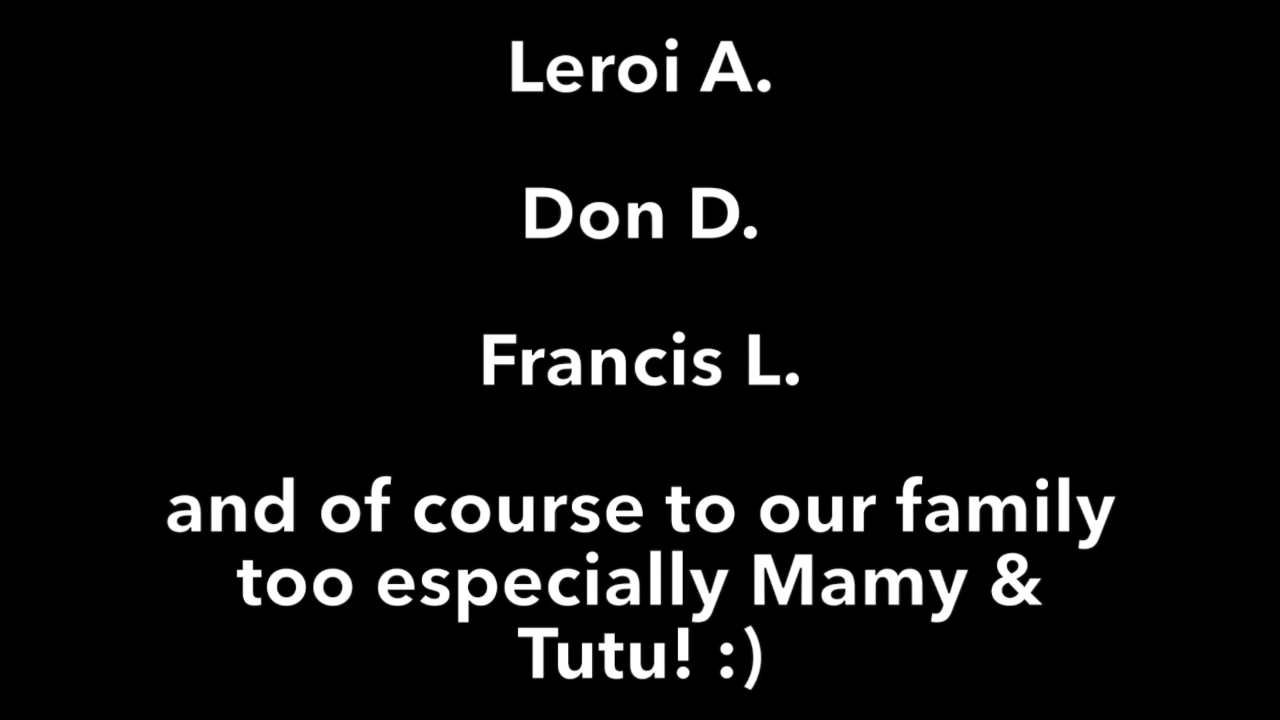 Leroi A.
Don D.
Francis L.
and of course to our family
too especially Mamy &
Tutu! :)